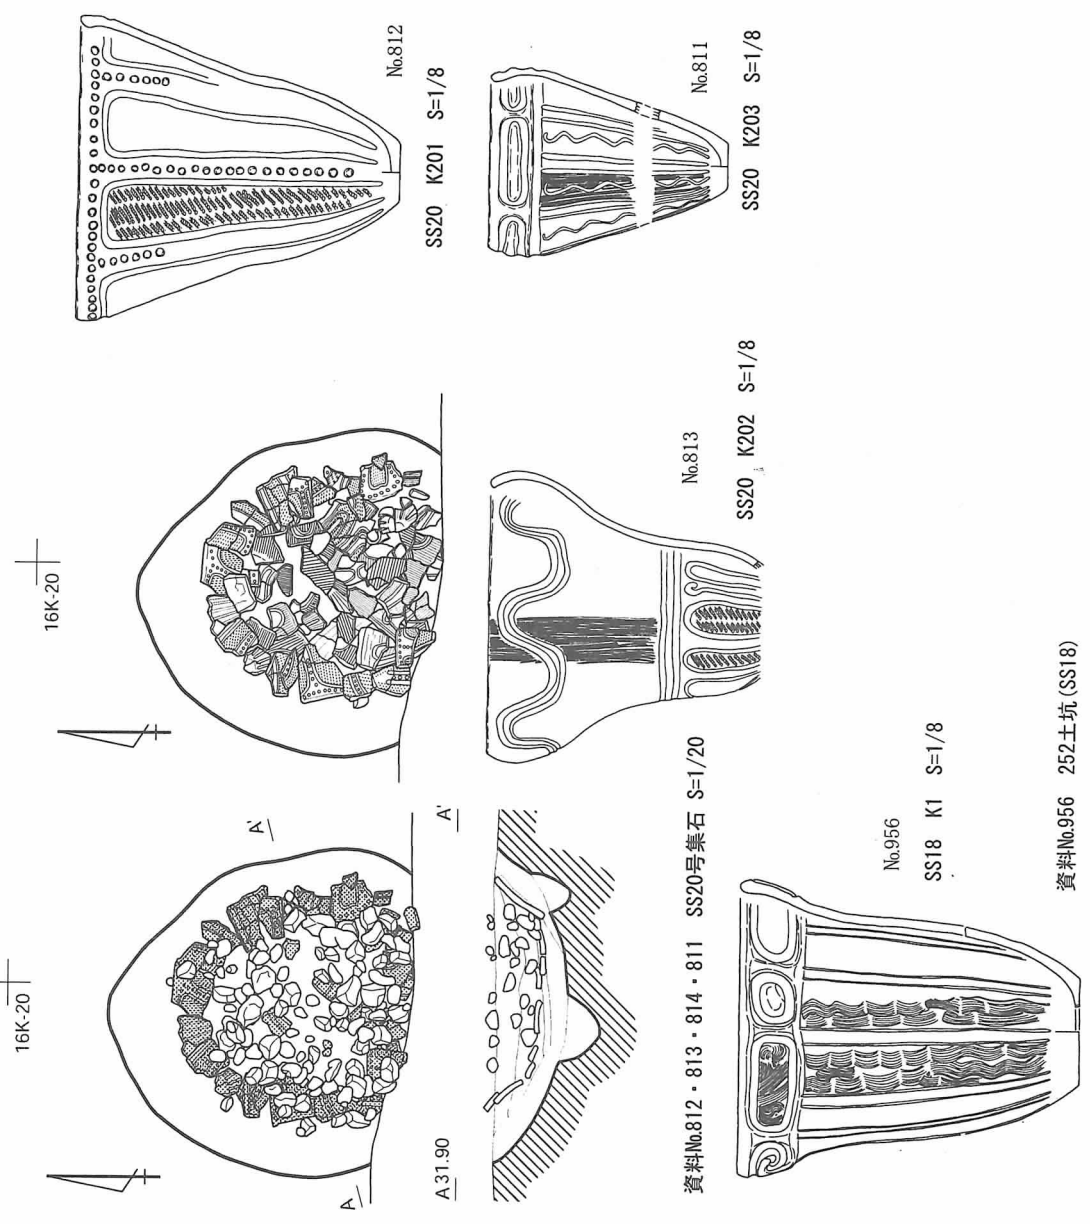 16K-20
A
A'
A 31.90
A'
16K-20
資料No.812・813・814・811 SS20号集石 S=1/20
No.812
SS20 K201 S=1/8
No.811
SS20 K203 S=1/8
No.813
SS20 K202 S=1/8
No.956
SS18 K1 S=1/8
資料No.956 252土坑(SS18)